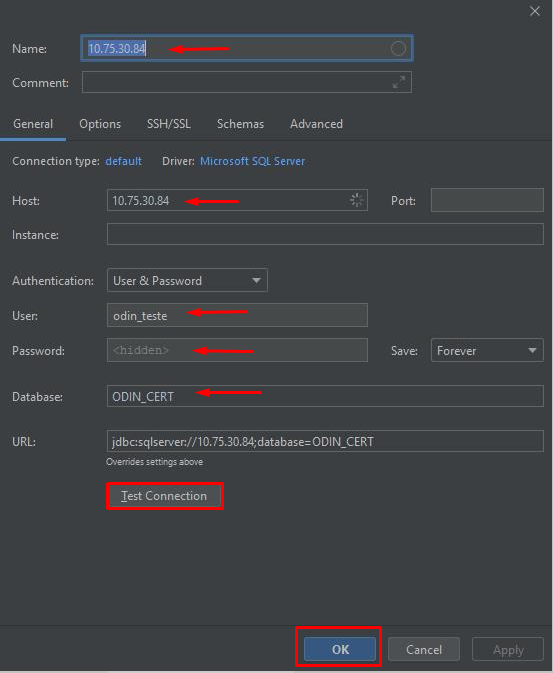 Name: 10.75.30.84
Comment:
General Options SSH/SSL Schemas Advanced
Connection type: default Driver: Microsoft SQL Server
Host: 10.75.30.84 Port:
Instance:
Authentication: User & Password
User: odin_teste
Password: <hidden> Save: Forever
Database: ODIN_CERT
URL: jdbc:sqlserver://10.75.30.84;database=ODIN_CERT
Overrides settings above
Test Connection
OK Cancel Apply